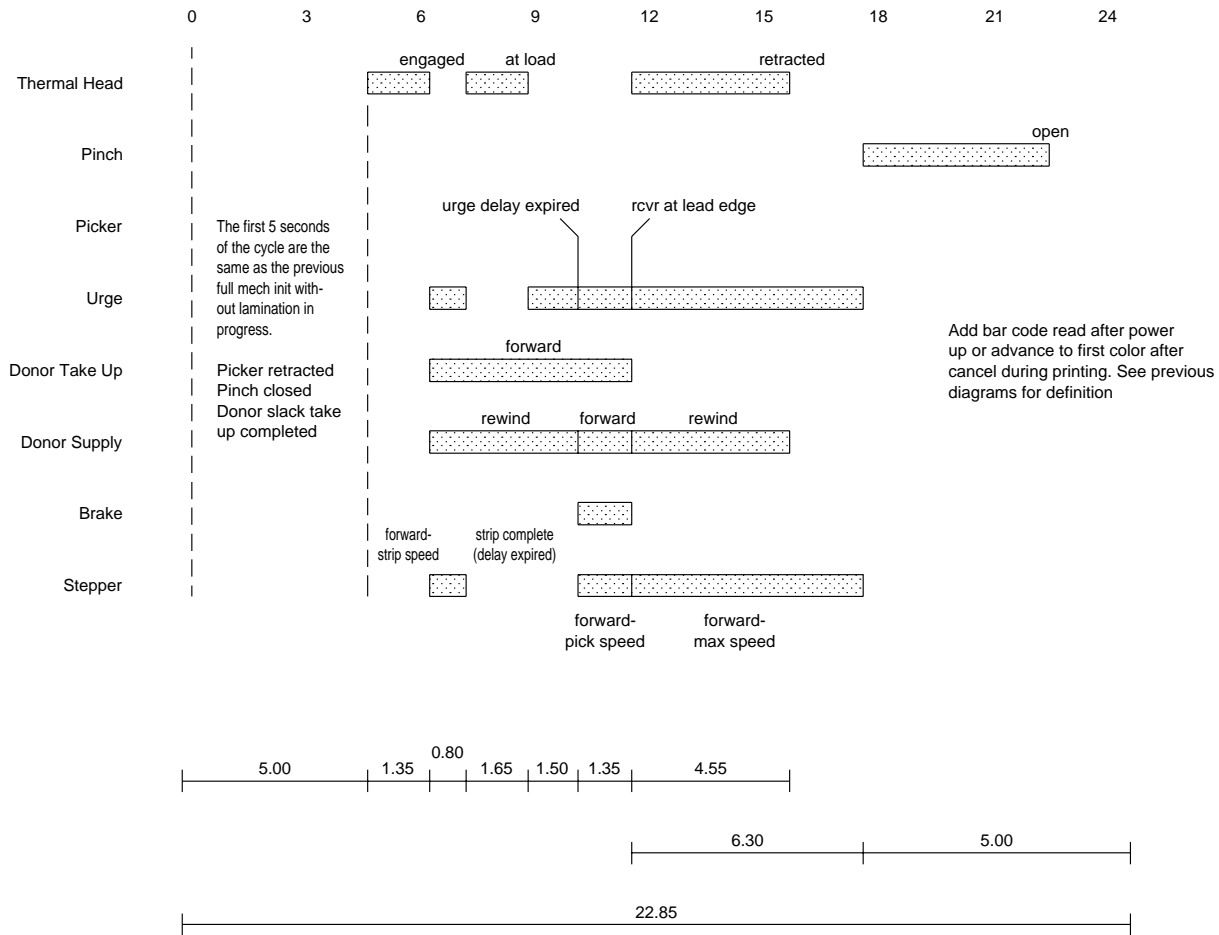 0 3 6 9 12 15 18 21 24
engaged at load retracted
Thermal Head
open
Pinch
urge delay expired rcvr at lead edge
Picker
The first 5 seconds
of the cycle are the
same as the previous
full mech init with-
out lamination in
progress.
Urge
Add bar code read after power
up or advance to first color after
cancel during printing. See previous
diagrams for definition
forward
Donor Take Up
Picker retracted
Pinch closed
Donor slack take
up completed
rewind forward rewind
Donor Supply
Brake
forward-
strip speed
strip complete
(delay expired)
Stepper
forward-
pick speed
forward-
max speed
0.80
5.00 1.35 1.65 1.50 1.35 4.55
6.30 5.00
22.85